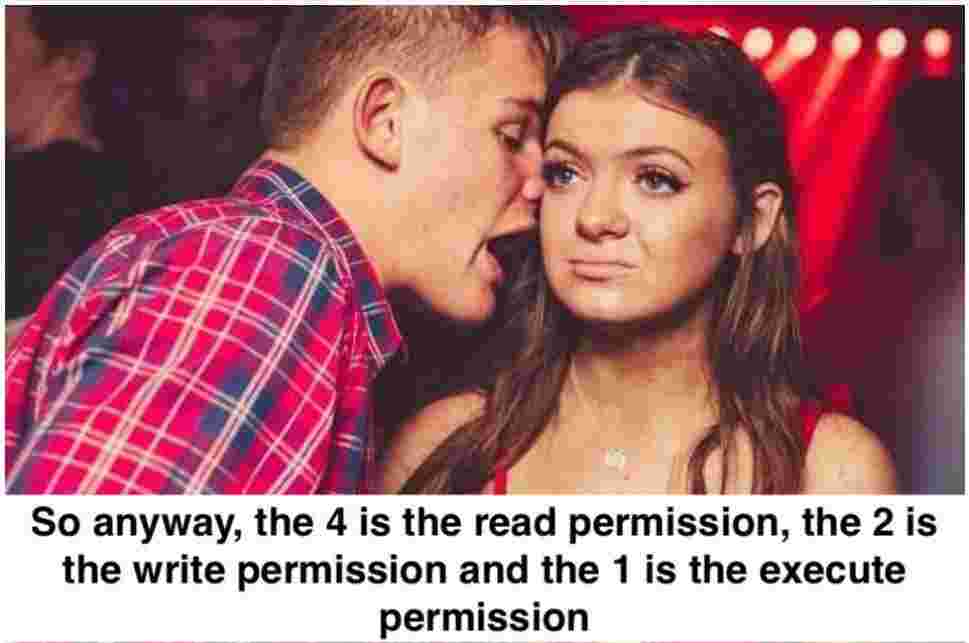 So anyway, the 4 is the read permission, the 2 is
the write permission and the 1 is the execute
permission